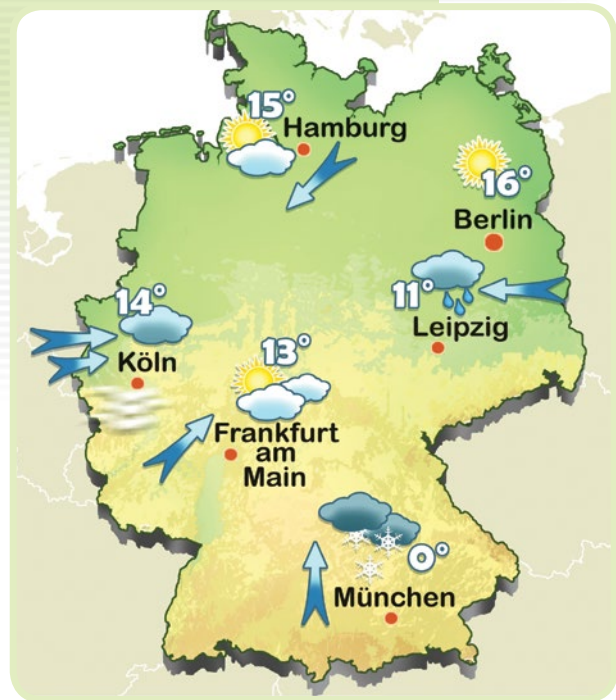 15°
Hamburg
16°
Berlin
14°
Köln
11°
Leipzig
13°
Frankfurt
am
Main
0°
München